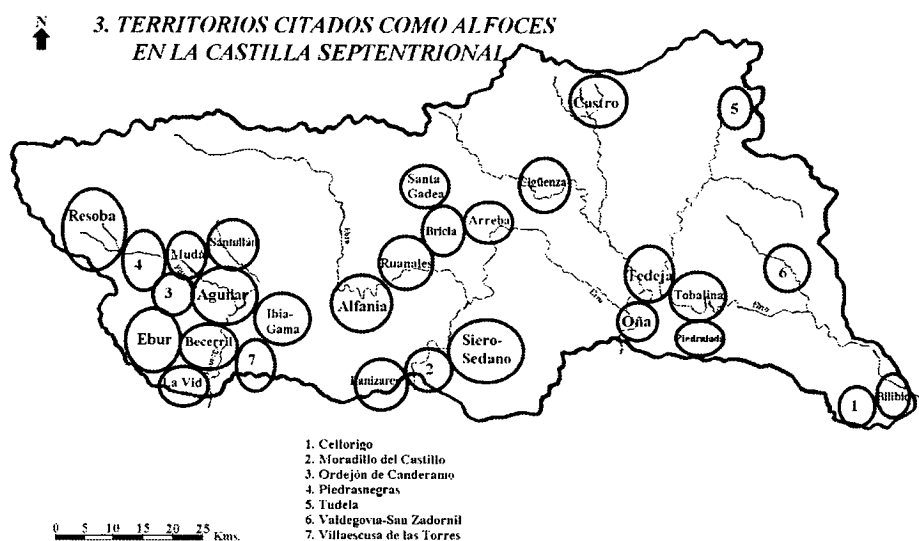 N
3. TERRITORIOS CITADOS COMO ALFOCES
EN LA CASTILLA SEPTENTRIONAL
Castro
5
Santa
Gadea
Cigüenza
Resoba
Bricia
Arreba
Santullán
Mudá
4
Ruanales
Tedeja
6
3
Aguilar
Tobalina
Ebro
Alfania
Ibia-
Gama
Oña
Ebur
Becerril
Siero-
Sedano
Piedralada
7
2
La Vid
Panizares
1
Bilibio
1. Cellorigo
2. Moradillo del Castillo
3. Ordejón de Canderamo
4. Piedrasnegras
5. Tudela
6. Valdegovia-San Zadornil
7. Villaescusa de las Torres
0 5 10 15 20 25 Kms.